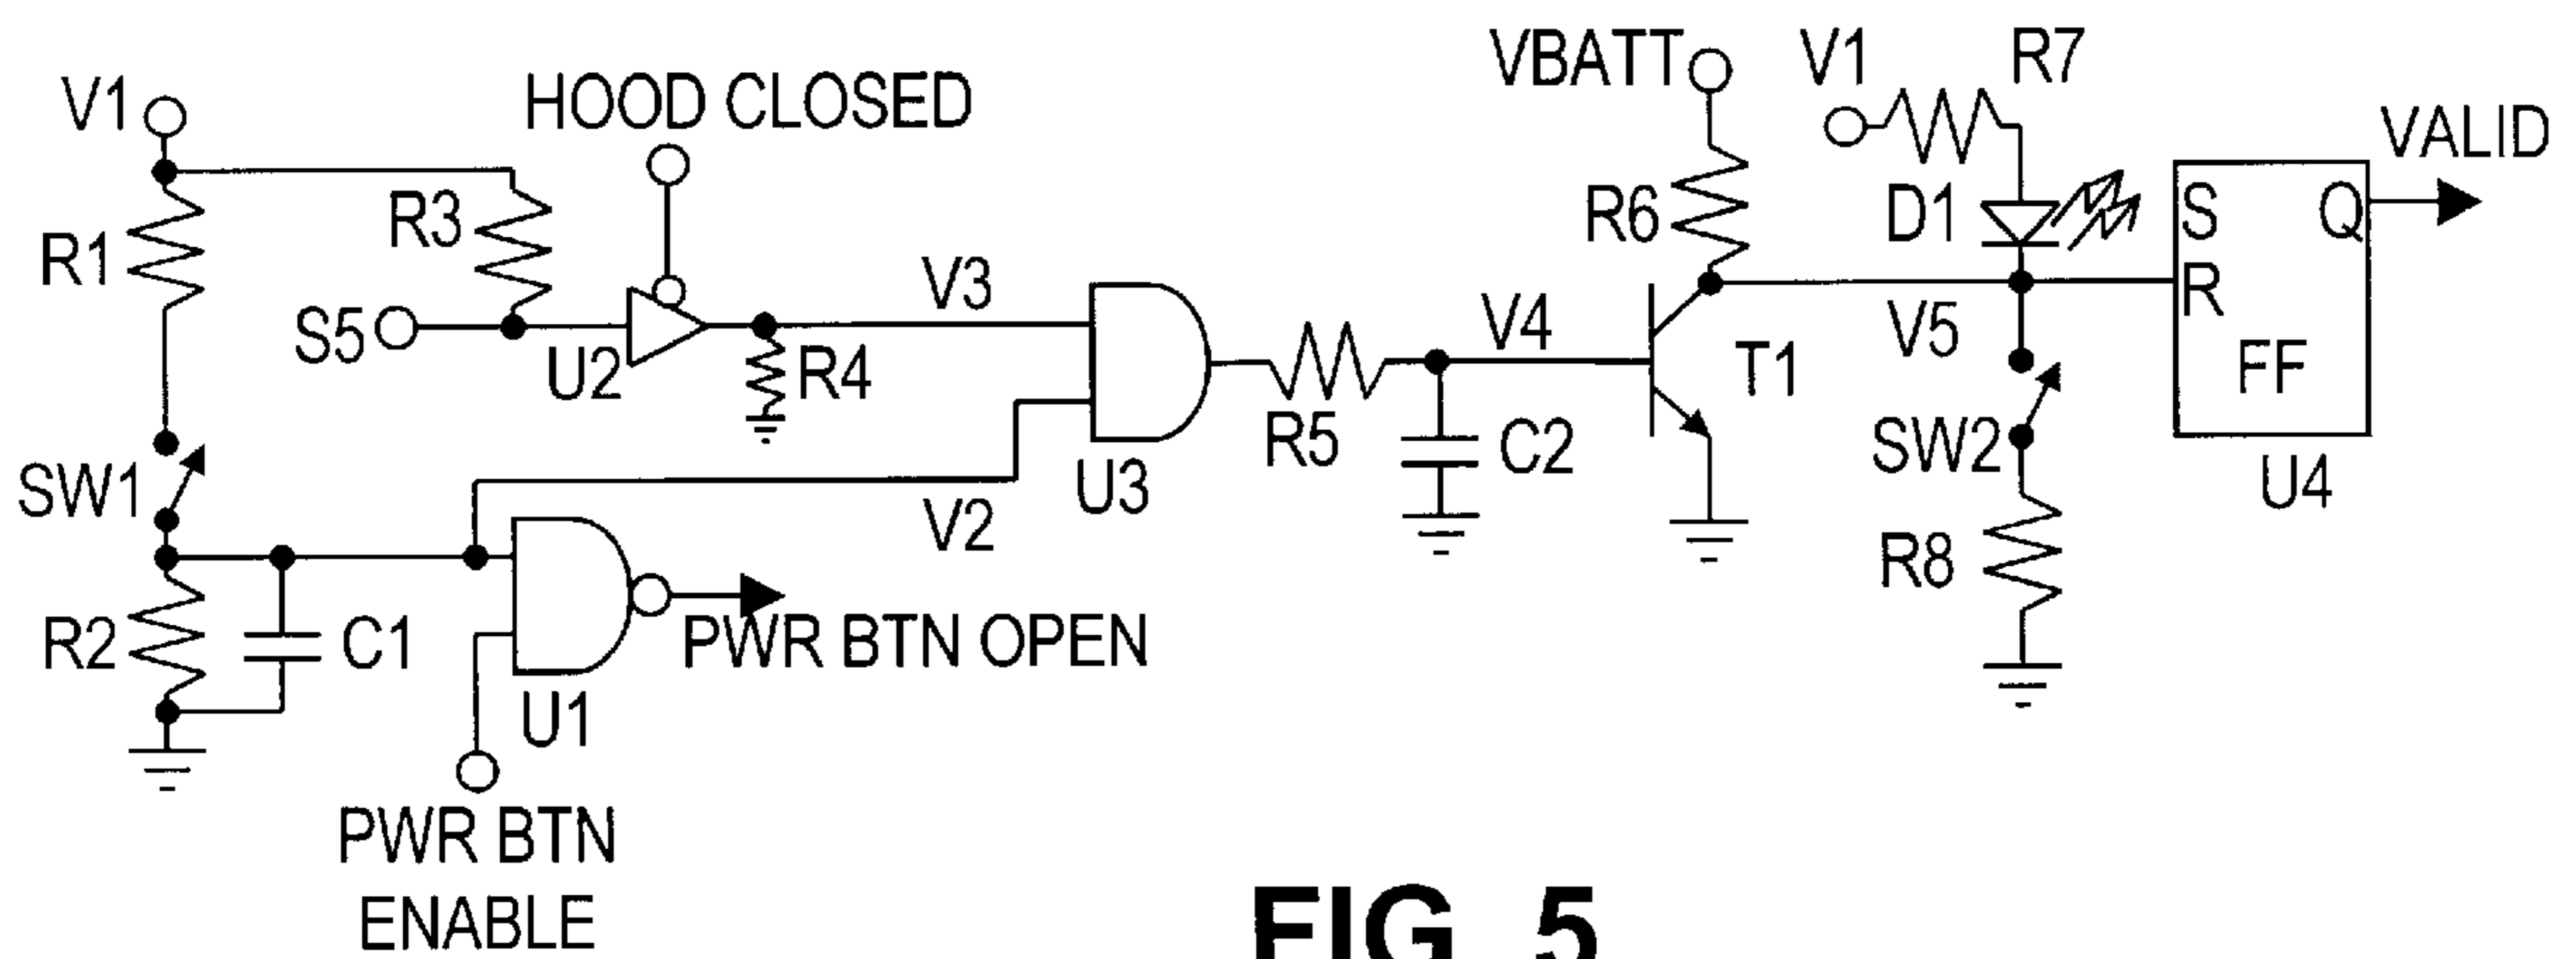 V1
HOOD CLOSED
VBATT
V1
R7
VALID
R1
R3
S5
U2
R4
V3
V2
U3
R5
V4
C2
R6
T1
D1
V5
SW2
R8
S
Q
R
FF
U4
SW1
R2
C1
U1
PWR BTN OPEN
PWR BTN
ENABLE
FIG. 5